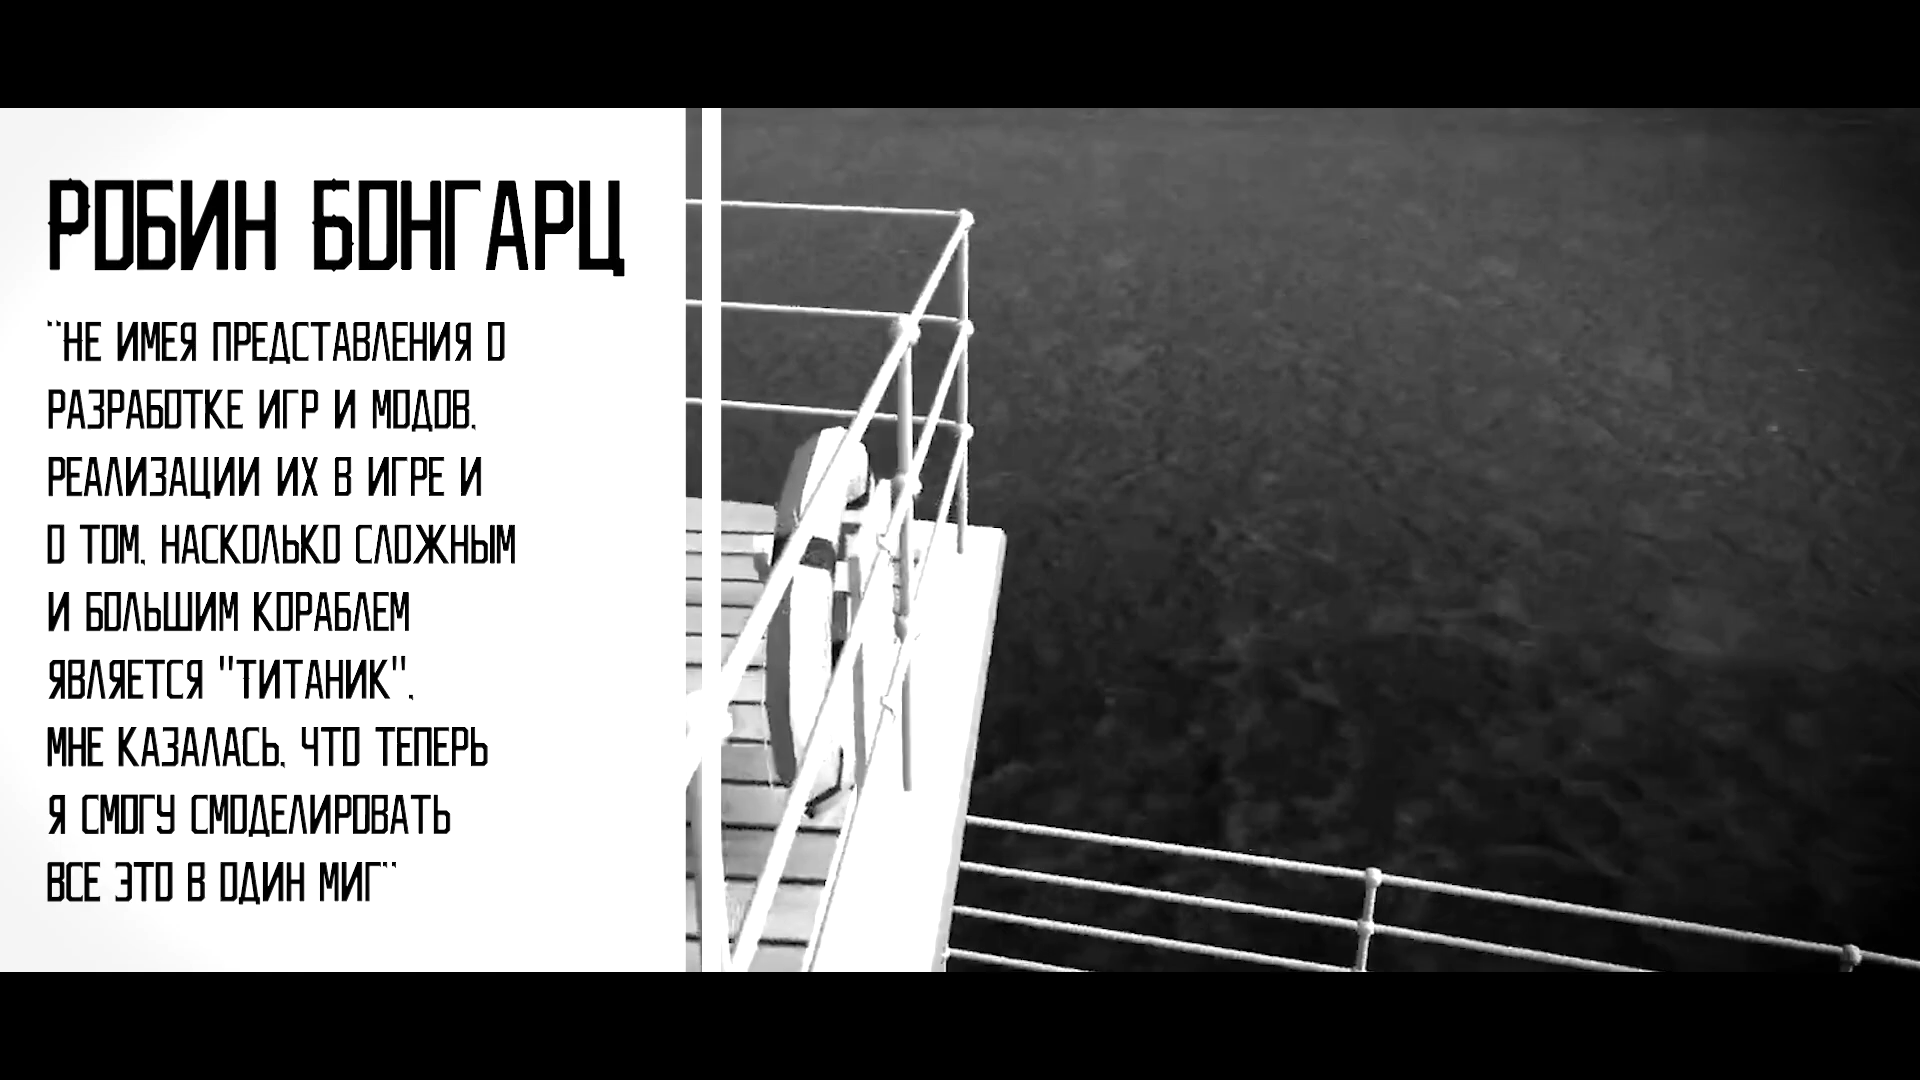 РОБИН БОНГАРЦ
"НЕ ИМЕЯ ПРЕДСТАВЛЕНИЯ О
РАЗРАБОТКЕ ИГР И МОДОВ,
РЕАЛИЗАЦИИ ИХ В ИГРЕ И
О ТОМ, НАСКОЛЬКО СЛОЖНЫМ
И БОЛЬШИМ КОРАБЛЕМ
ЯВЛЯЕТСЯ "ТИТАНИК",
МНЕ КАЗАЛАСЬ, ЧТО ТЕПЕРЬ
Я СМОГУ СМОДЕЛИРОВАТЬ
ВСЕ ЭТО В ОДИН МИГ"